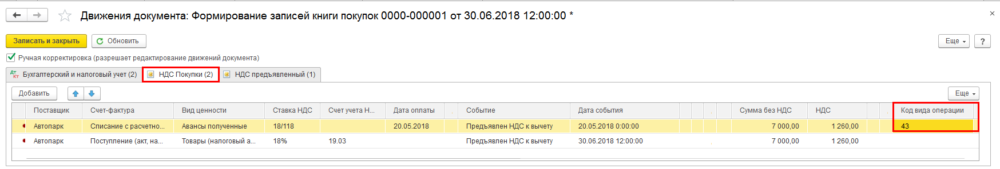 Движения документа: Формирование записей книги покупок 0000-000001 от 30.06.2018 12:00:00 *
Записать и закрыть Обновить Еще ?
Ручная корректировка (разрешает редактирование движений документа)
Дт Кт Бухгалтерский и налоговый учет (2) НДС Покупки (2) НДС предъявленный (1)
Добавить Еще
Поставщик Счет-фактура Вид ценности Ставка НДС Счет учета Н... Дата оплаты Событие Дата события Сумма без НДС НДС Код вида операции
Автопарк Списание с расчетно... Авансы полученные 18/118 20.05.2018 Предъявлен НДС к вычету 20.05.2018 0:00:00 7 000,00 1 260,00 43
Автопарк Поступление (акт, на... Товары (налоговый а... 18% 19.03 Предъявлен НДС к вычету 30.06.2018 12:00:00 7 000,00 1 260,00